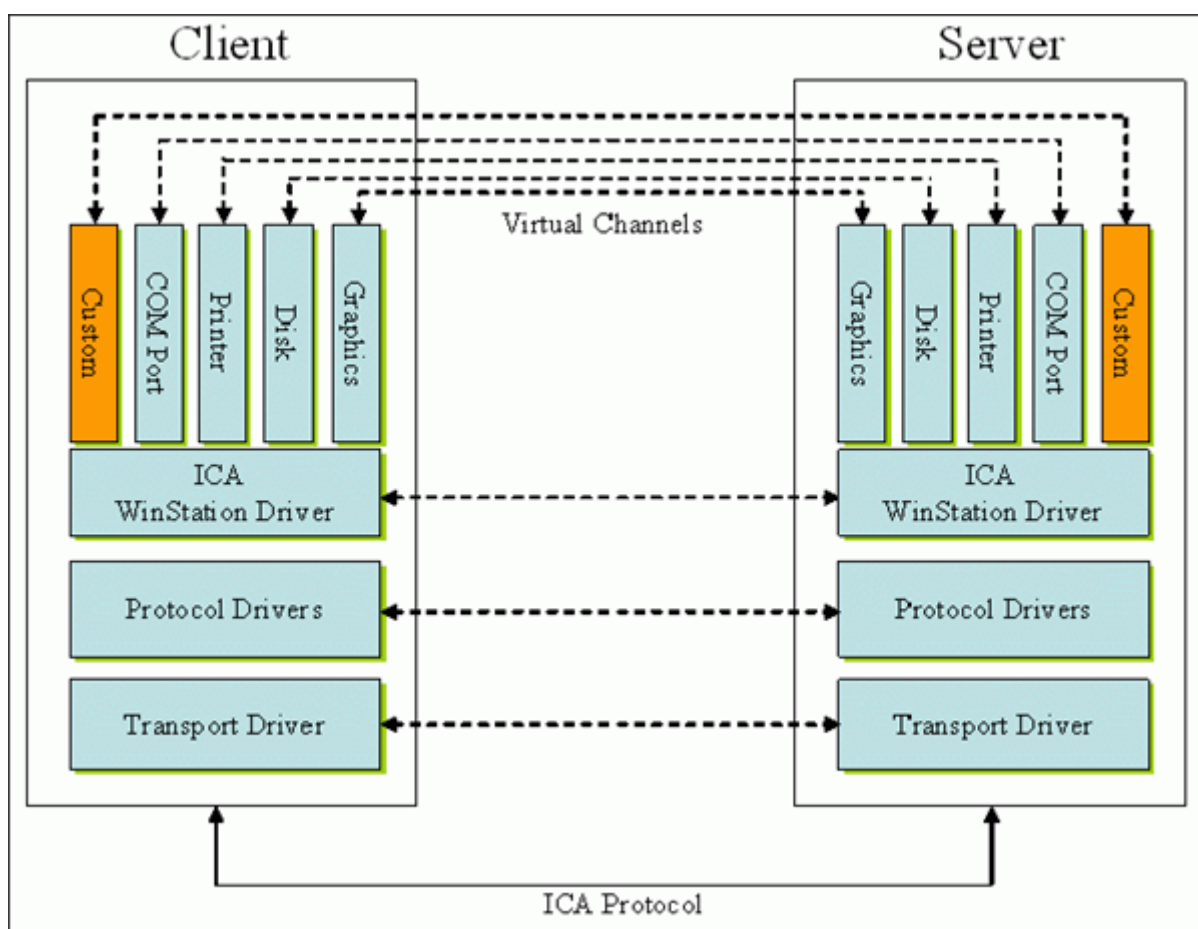 Client
Server
Virtual Channels
Custom
COM Port
Printer
Disk
Graphics
Graphics
Disk
Printer
COM Port
Custom
ICA
WinStation Driver
ICA
WinStation Driver
Protocol Drivers
Protocol Drivers
Transport Driver
Transport Driver
ICA Protocol